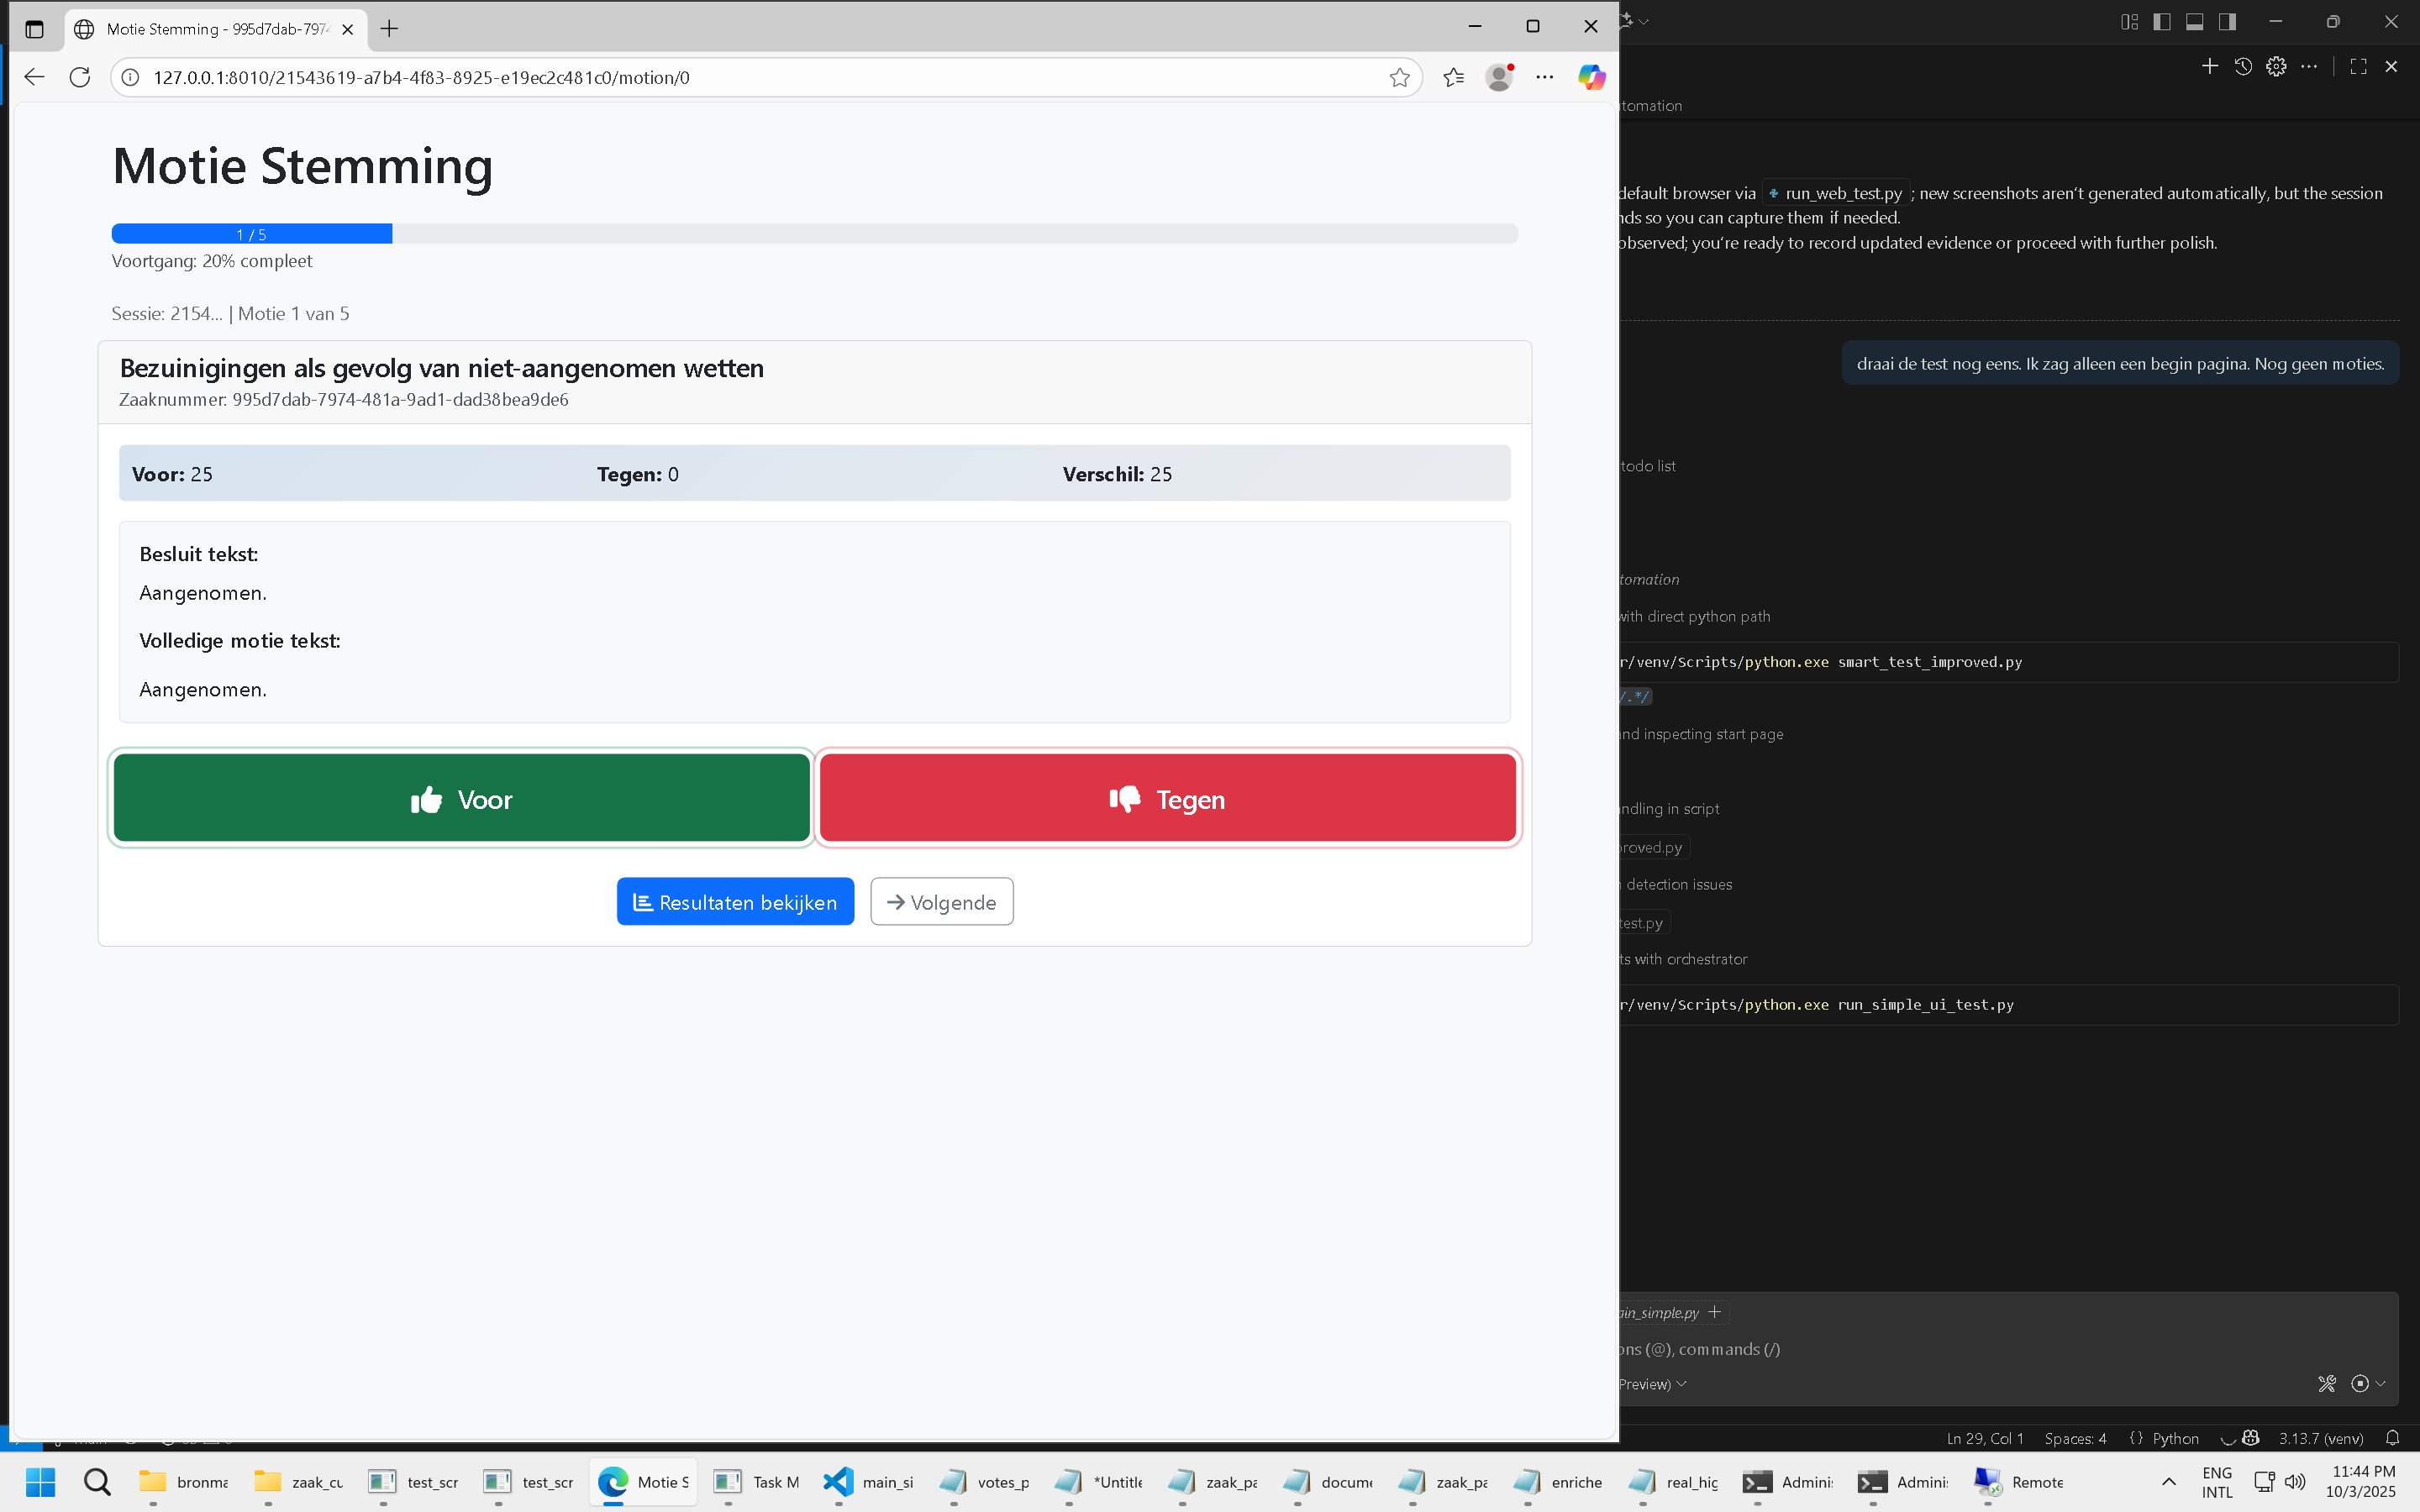 Motie Stemming - 995d7dab-797
127.0.0.1:8010/21543619-a7b4-4f83-8925-e19ec2c481c0/motion/0
Motie Stemming
1 / 5
Voortgang: 20% compleet
Sessie: 2154... | Motie 1 van 5
Bezuinigingen als gevolg van niet-aangenomen wetten
Zaaknummer: 995d7dab-7974-481a-9ad1-dad38bea9de6
Voor: 25 Tegen: 0 Verschil: 25
Besluit tekst:
Aangenomen.
Volledige motie tekst:
Aangenomen.
Voor
Tegen
Resultaten bekijken
Volgende
tomation
default browser via run_web_test.py; new screenshots aren't generated automatically, but the session
nds so you can capture them if needed.
observed; you're ready to record updated evidence or proceed with further polish.
draai de test nog eens. Ik zag alleen een begin pagina. Nog geen moties.
todo list
tomation
with direct python path
r/venv/Scripts/python.exe smart_test_improved.py
/.*/
and inspecting start page
ndling in script
proved.py
detection issues
test.py
ts with orchestrator
r/venv/Scripts/python.exe run_simple_ui_test.py
ain_simple.py
ons (@), commands (/)
Preview)
Ln 29, Col 1 Spaces: 4 {} Python 3.13.7 (venv)
bronma
zaak_cu
test_scr
test_scr
Motie S
Task M
main_si
votes_p
*Untitle
zaak_pa
docume
zaak_pa
enriche
real_hig
Adminis
Adminis
Remote
ENG
INTL
11:44 PM
10/3/2025